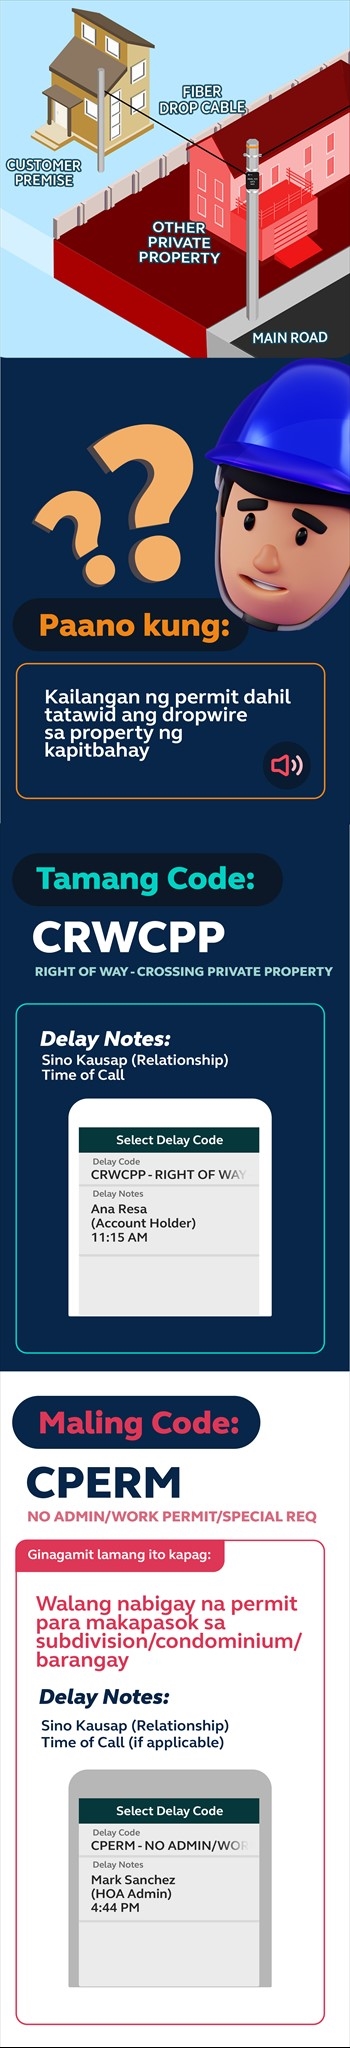 FIBER
DROP CABLE
CUSTOMER
PREMISE
OTHER
PRIVATE
PROPERTY
MAIN ROAD
??
Paano kung:
Kailangan ng permit dahil
tatawid ang dropwire
sa property ng
kapitbahay
Tamang Code:
CRWCPP
RIGHT OF WAY - CROSSING PRIVATE PROPERTY
Delay Notes:
Sino Kausap (Relationship)
Time of Call
Select Delay Code
Delay Code
CRWCPP - RIGHT OF WAY
Delay Notes
Ana Resa
(Account Holder)
11:15 AM
Maling Code:
CPERM
NO ADMIN/WORK PERMIT/SPECIAL REQ
Ginagamit lamang ito kapag:
Walang nabigay na permit
para makapasok sa
subdivision/condominium/
barangay
Delay Notes:
Sino Kausap (Relationship)
Time of Call (if applicable)
Select Delay Code
Delay Code
CPERM - NO ADMIN/WOR
Delay Notes
Mark Sanchez
(HOA Admin)
4:44 PM